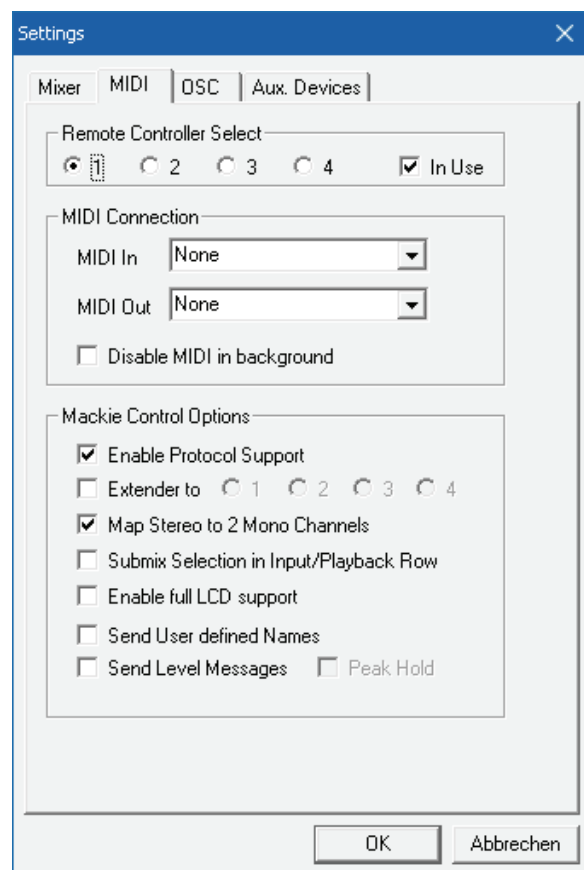 Settings
Mixer MIDI OSC Aux. Devices
Remote Controller Select
1 2 3 4 In Use
MIDI Connection
MIDI In None
MIDI Out None
Disable MIDI in background
Mackie Control Options
Enable Protocol Support
Extender to 1 2 3 4
Map Stereo to 2 Mono Channels
Submix Selection in Input/Playback Row
Enable full LCD support
Send User defined Names
Send Level Messages Peak Hold
OK Abbrechen